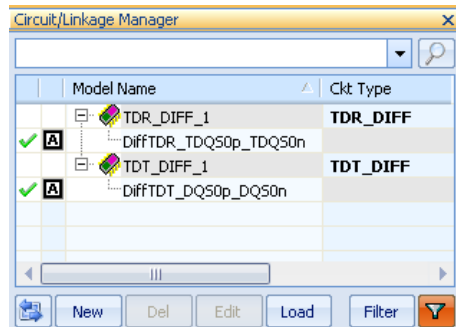 Circuit/Linkage Manager
Model Name Ckt Type
TDR_DIFF_1 TDR_DIFF
A DiffTDR_TDQS0p_TDQS0n
TDT_DIFF_1 TDT_DIFF
A DiffTDT_DQS0p_DQS0n
New Del Edit Load Filter